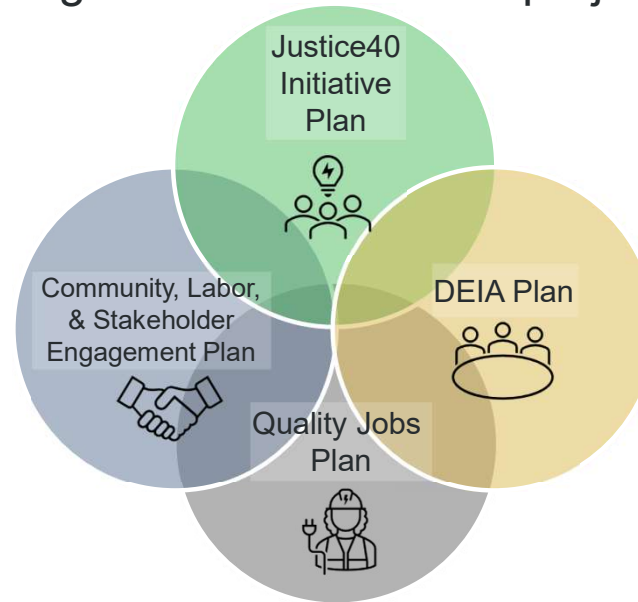 Justice40
Initiative
Plan
Community, Labor,
& Stakeholder
Engagement Plan
DEIA Plan
Quality Jobs
Plan